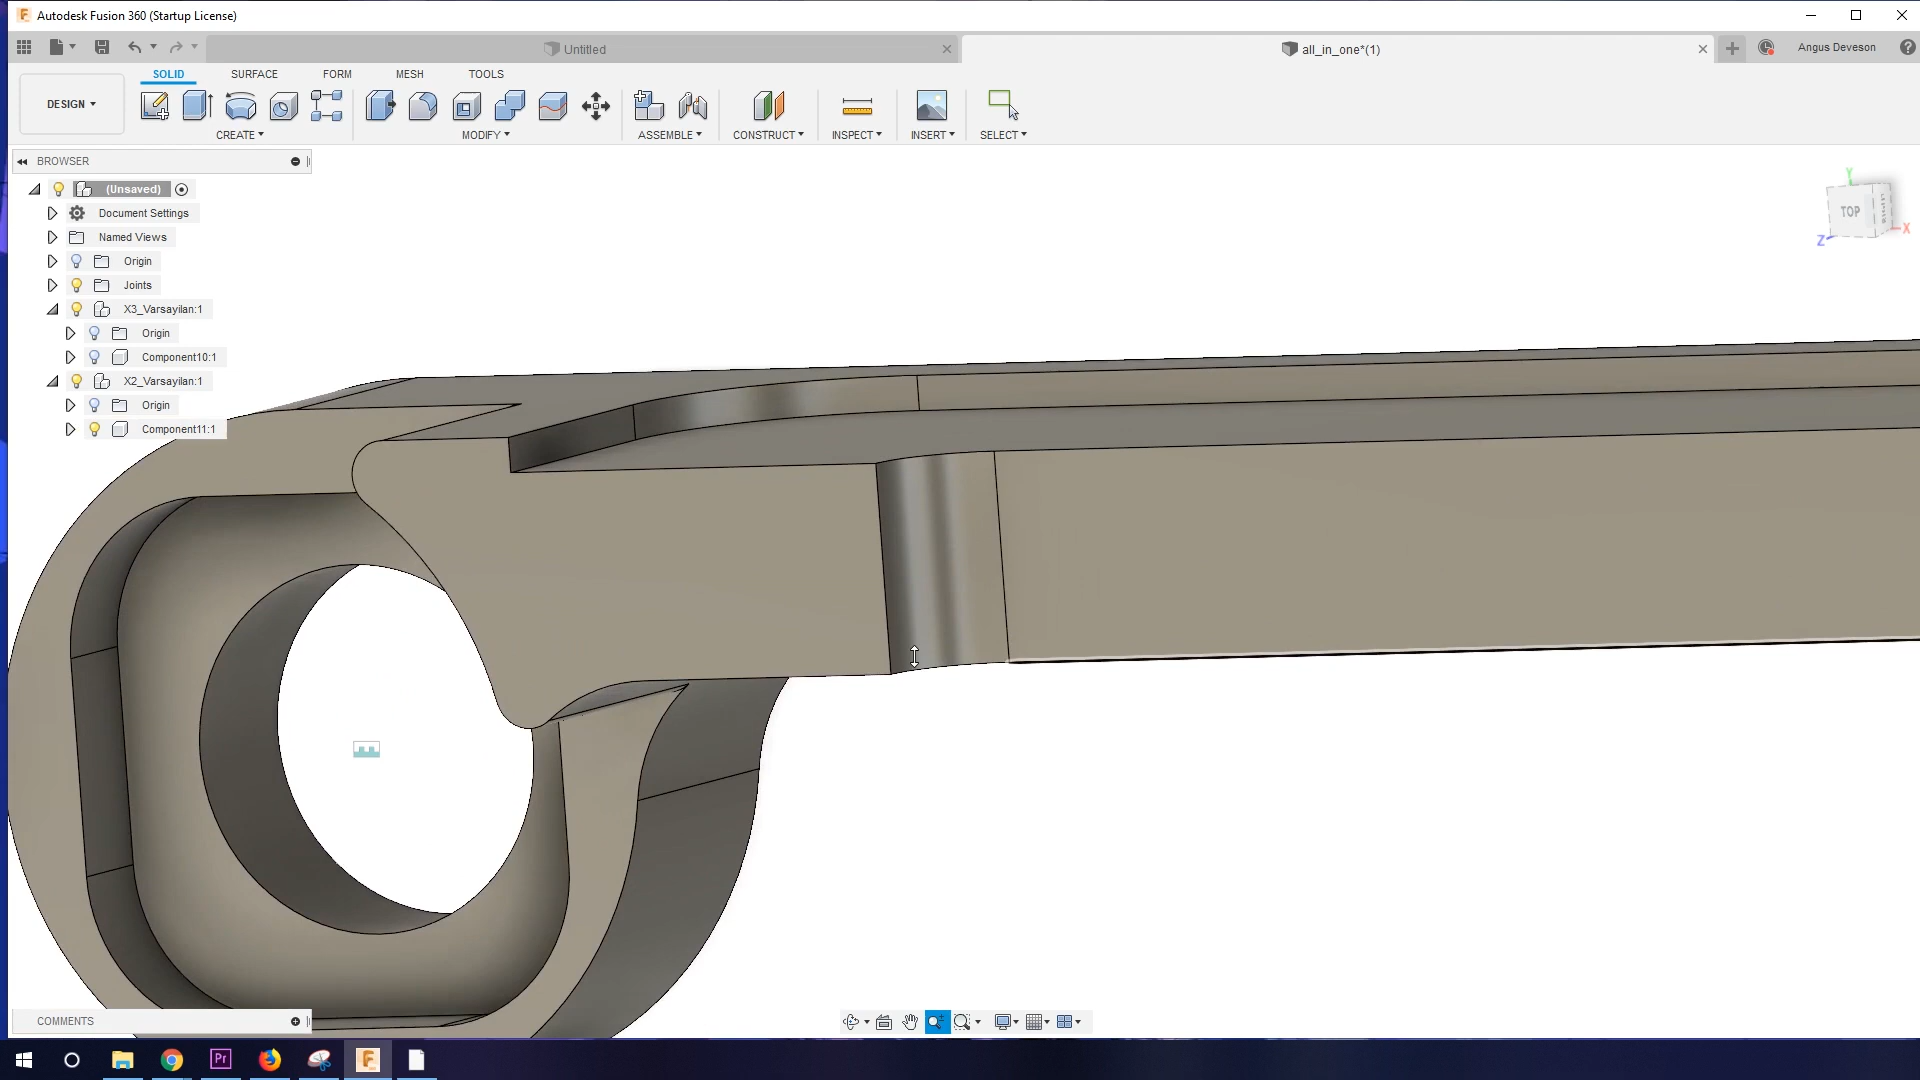 Autodesk Fusion 360 (Startup License)
Untitled
all_in_one*(1)
Angus Deveson
DESIGN
SOLID
SURFACE
FORM
MESH
TOOLS
CREATE
MODIFY
ASSEMBLE
CONSTRUCT
INSPECT
INSERT
SELECT
BROWSER
(Unsaved)
Document Settings
Named Views
Origin
Joints
X3_Varsayilan:1
Origin
Component10:1
X2_Varsayilan:1
Origin
Component11:1
Y
TOP
RIGHT
X
Z
COMMENTS
Pr
F